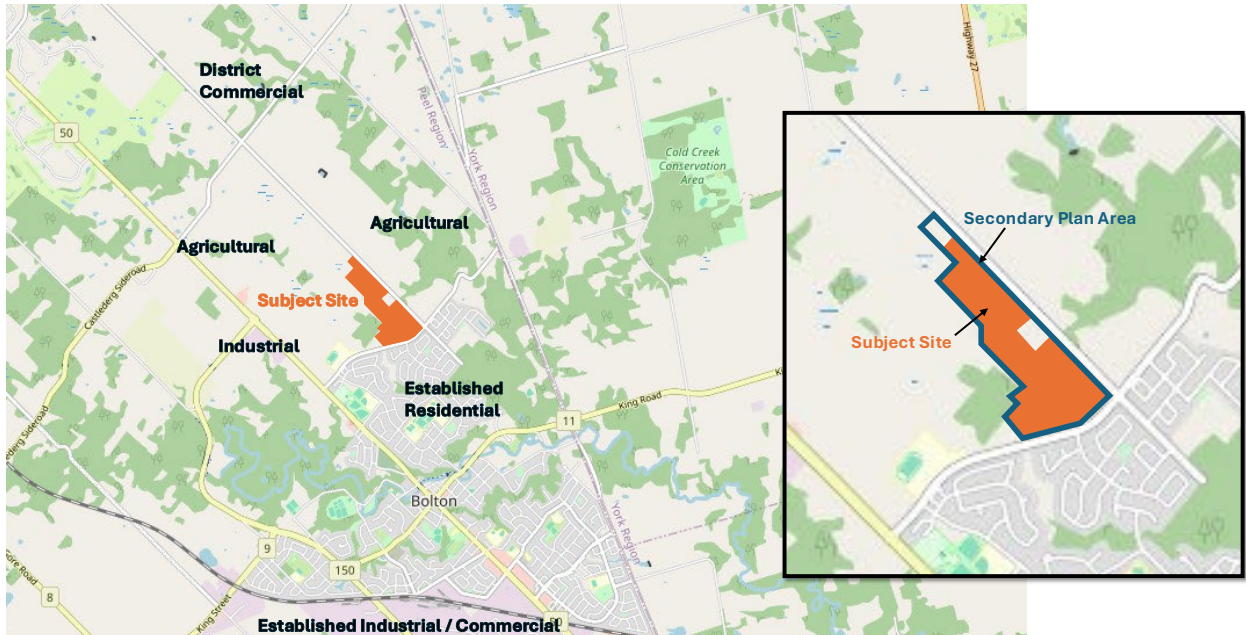 District
Commercial
Highway 27
50
Peel Region
York Region
Cold Creek
Conservation
Area
Agricultural
Agricultural
Castlederg Sideroad
Subject Site
Industrial
Established
Residential
King Road
11
Bolton
York Region
9
150
8
King Street
Established Industrial / Commercial
Secondary Plan Area
Subject Site